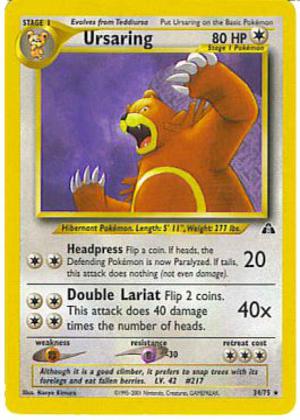 STAGE 1 Evolves from Teddiursa Put Ursaring on the Basic Pokémon
Ursaring 80 HP
Stage 1 Pokémon
Hibernant Pokémon. Length: 5' 11", Weight: 277 lbs.
Headpress Flip a coin. If heads, the
Defending Pokémon is now Paralyzed. If tails,
this attack does nothing (not even damage).
20
Double Lariat Flip 2 coins.
This attack does 40 damage
times the number of heads.
40x
weakness resistance retreat cost
-30
Although it is a good climber, it prefers to snap trees with its
forelegs and eat fallen berries. LV. 42 #217
Illus. Naoyo Kimura ©1995-2001 Nintendo, Creatures, GAMEFREAK. 34/75 ★